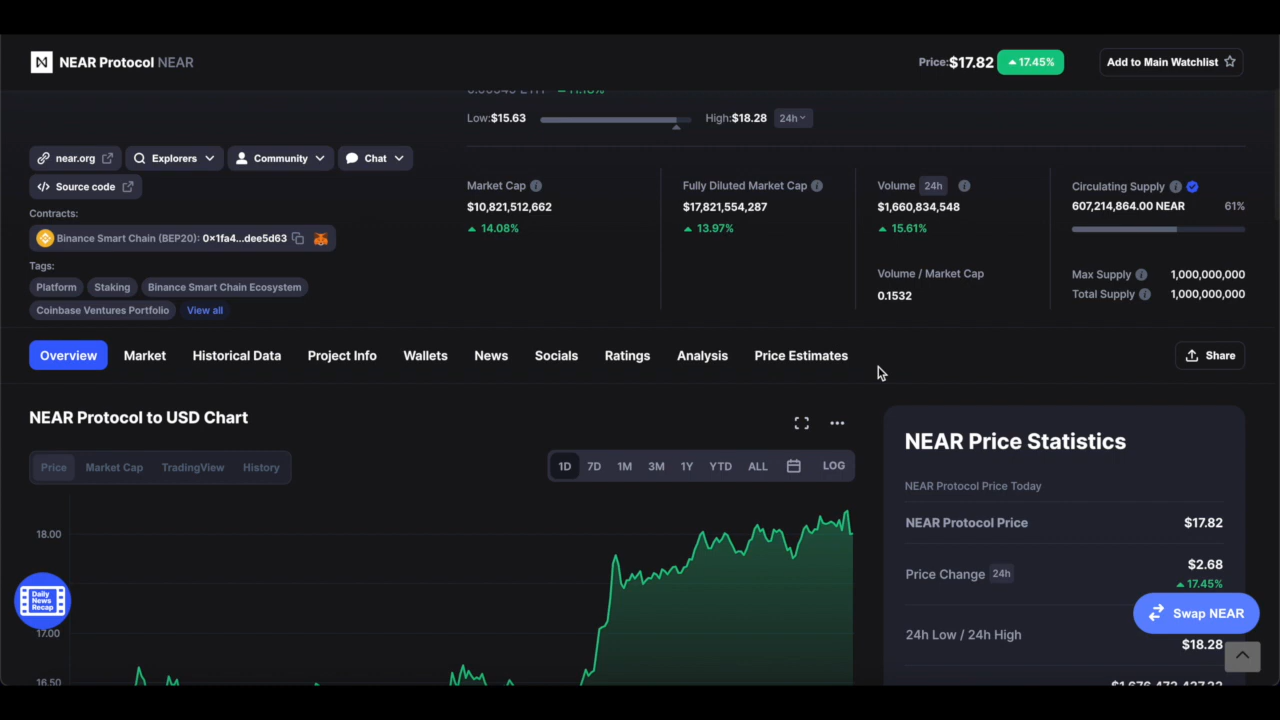 NEAR Protocol NEAR
Price:$17.82 17.45%
Add to Main Watchlist
Low:$15.63 High:$18.28 24h
near.org Explorers Community Chat
Source code
Contracts:
Binance Smart Chain (BEP20): 0x1fa4...dee5d63
Tags:
Platform Staking Binance Smart Chain Ecosystem
Coinbase Ventures Portfolio View all
Market Cap
$10,821,512,662
14.08%
Fully Diluted Market Cap
$17,821,554,287
13.97%
Volume 24h
$1,660,834,548
15.61%
Volume / Market Cap
0.1532
Circulating Supply
607,214,864.00 NEAR 61%
Max Supply 1,000,000,000
Total Supply 1,000,000,000
Overview Market Historical Data Project Info Wallets News Socials Ratings Analysis Price Estimates Share
NEAR Protocol to USD Chart
Price Market Cap TradingView History
1D 7D 1M 3M 1Y YTD ALL LOG
18.00
17.00
16.50
Daily
News
Recap
NEAR Price Statistics
NEAR Protocol Price Today
NEAR Protocol Price $17.82
Price Change 24h $2.68
17.45%
24h Low / 24h High
$18.28
Swap NEAR